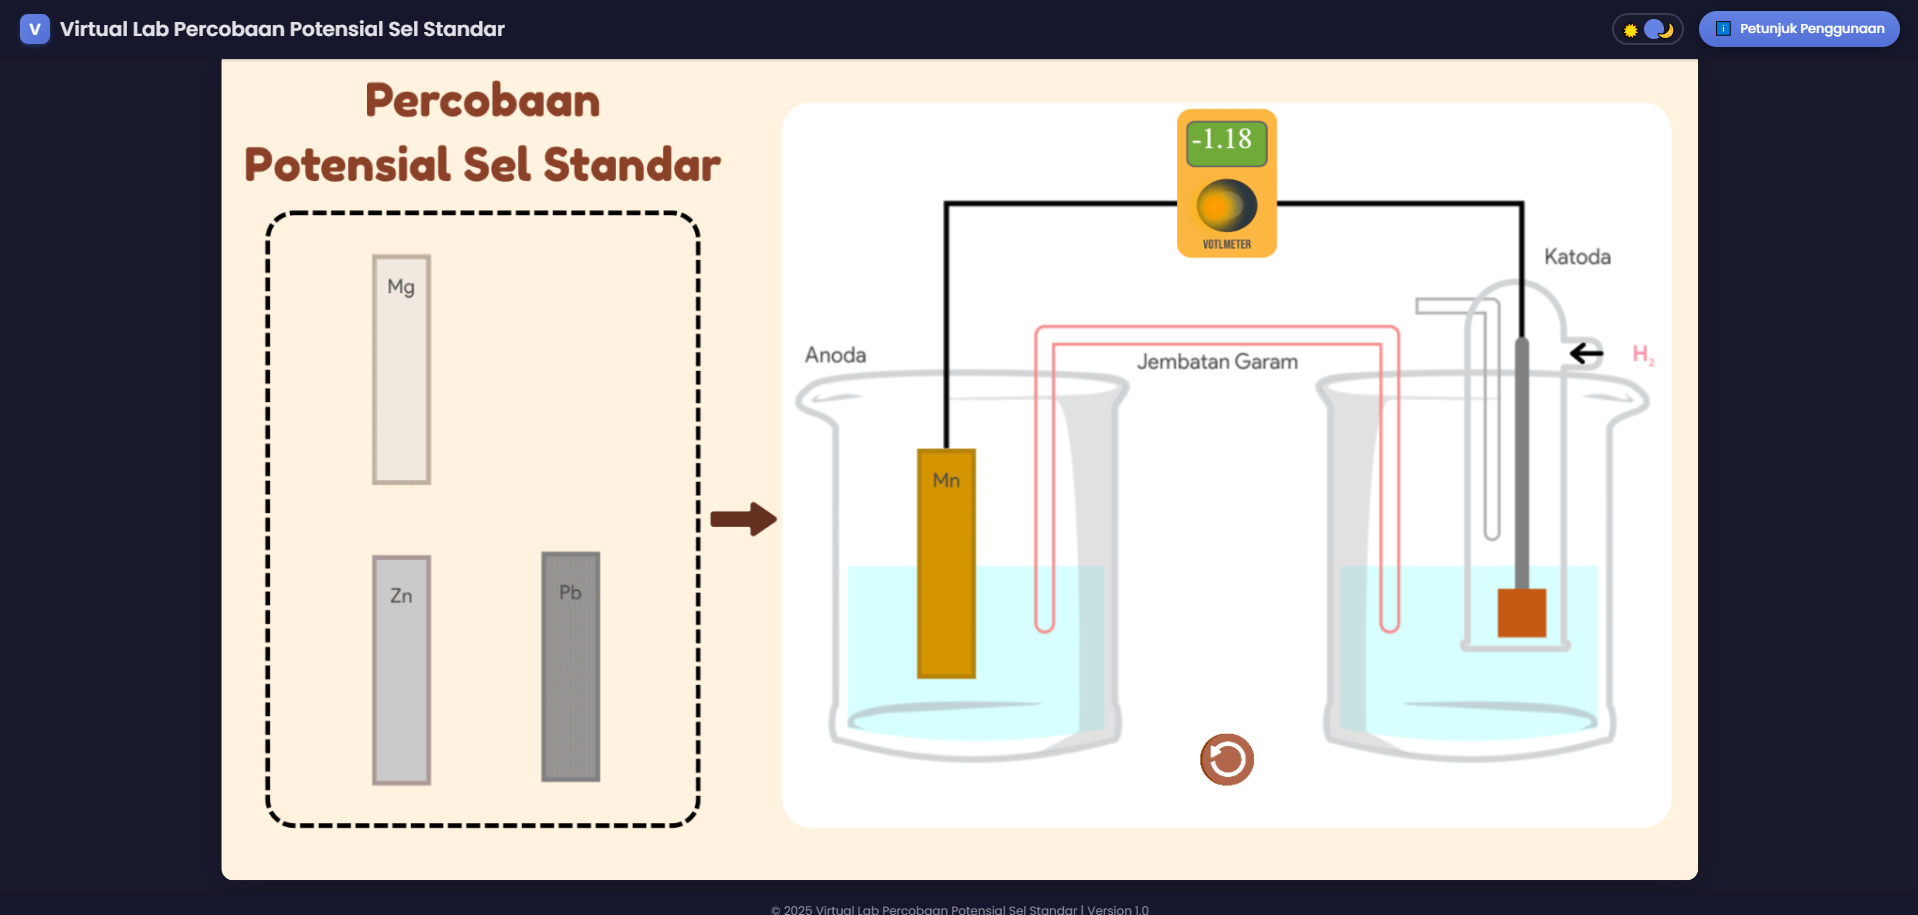 V Virtual Lab Percobaan Potensial Sel Standar
i Petunjuk Penggunaan
Percobaan
Potensial Sel Standar
-1.18
VOTLMETER
Katoda
Mg
Anoda
Jembatan Garam
H₂
Mn
Zn
Pb
© 2025 Virtual Lab Percobaan Potensial Sel Standar | Version 1.0